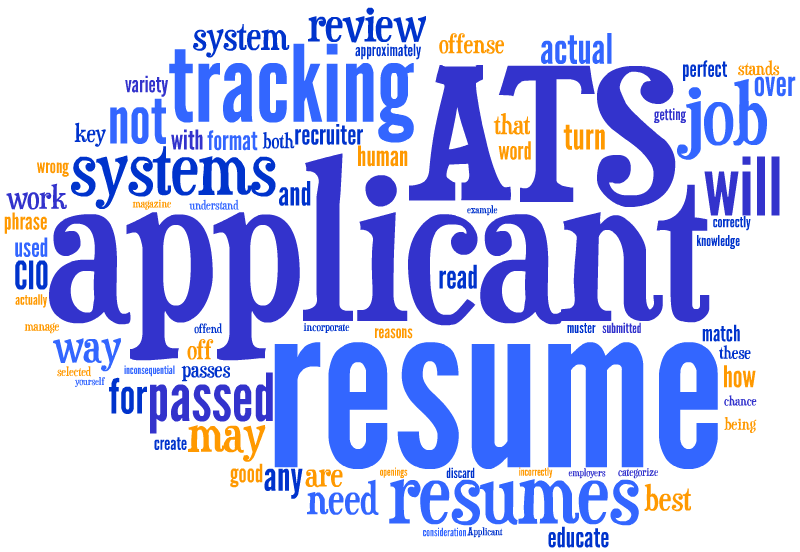 system
review
approximately
offense
actual
perfect
stands
over
variety
tracking
ATS
getting
job
key
not
with
format
both
recruiter
that
word
turn
human
wrong
systems
and
will
work
magazine
understand
example
correctly
phrase
applicant
knowledge
used
CIO
read
actually
manage
offend
incorporate
reasons
muster
submitted
match
way
off
resume
these
selected
yourself
inconsequential
passes
how
for
passed
chance
create
may
being
good
any
are
openings
discard
incorrectly
employers
categorize
need
resumes
best
consideration
Applicant
educate